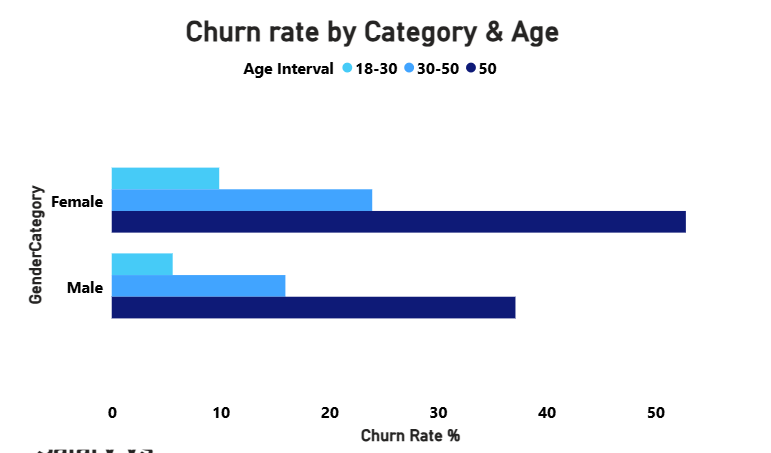 Churn rate by Category & Age
Age Interval 18-30 30-50 50
GenderCategory
Female
Male
0 10 20 30 40 50
Churn Rate %